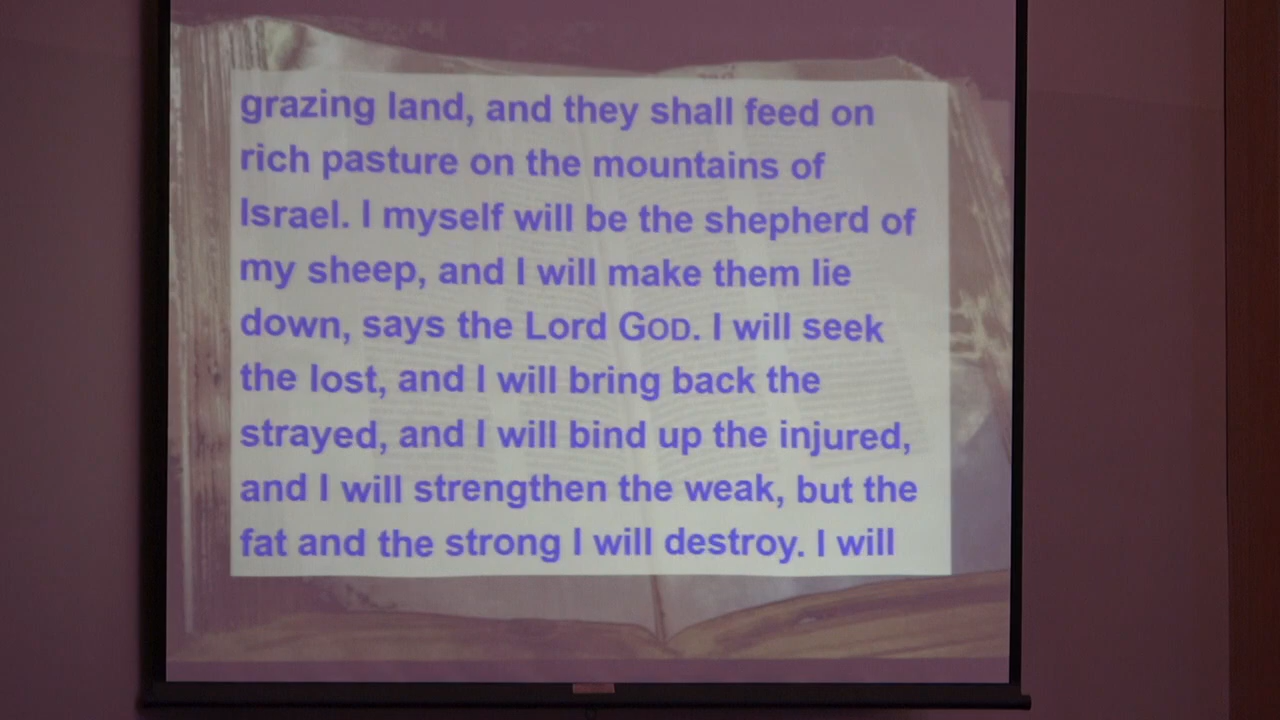 grazing land, and they shall feed on
rich pasture on the mountains of
Israel. I myself will be the shepherd of
my sheep, and I will make them lie
down, says the Lord GOD. I will seek
the lost, and I will bring back the
strayed, and I will bind up the injured,
and I will strengthen the weak, but the
fat and the strong I will destroy. I will